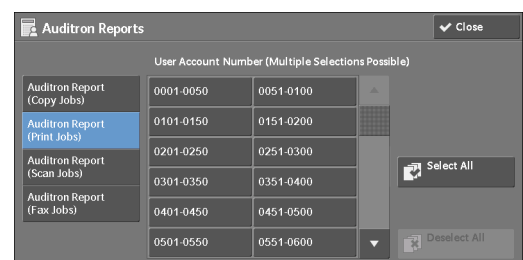 Auditron Reports
Close
User Account Number (Multiple Selections Possible)
Auditron Report
(Copy Jobs)
Auditron Report
(Print Jobs)
Auditron Report
(Scan Jobs)
Auditron Report
(Fax Jobs)
0001-0050 0051-0100
0101-0150 0151-0200
0201-0250 0251-0300
0301-0350 0351-0400
0401-0450 0451-0500
0501-0550 0551-0600
Select All
Deselect All